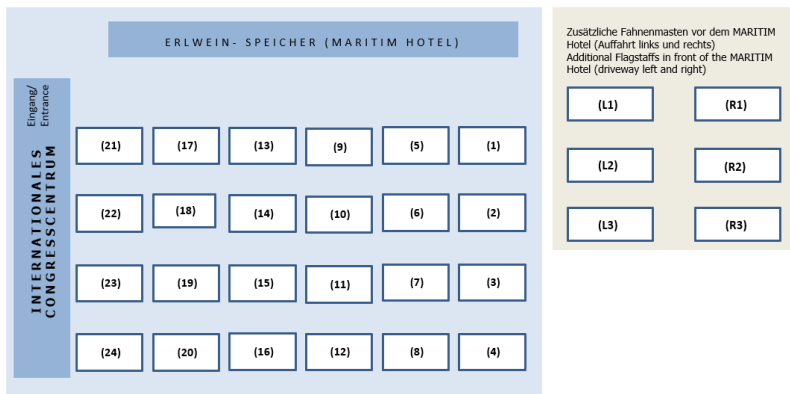 ERLWEIN- SPEICHER (MARITIM HOTEL)
Eingang/
Entrance
INTERNATIONALES
CONGRESSCENTRUM
(21) (17) (13) (9) (5) (1)
(22) (18) (14) (10) (6) (2)
(23) (19) (15) (11) (7) (3)
(24) (20) (16) (12) (8) (4)
Zusätzliche Fahnenmasten vor dem MARITIM
Hotel (Auffahrt links und rechts)
Additional Flagstaffs in front of the MARITIM
Hotel (driveway left and right)
(L1) (R1)
(L2) (R2)
(L3) (R3)